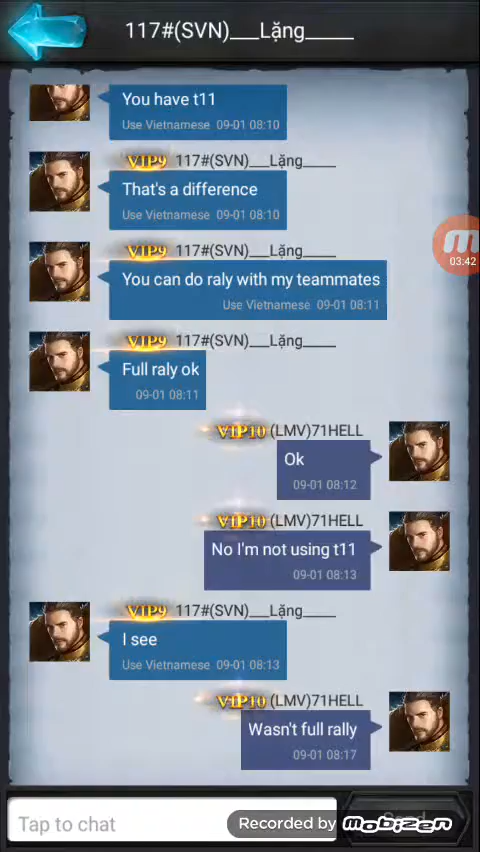 117#(SVN)___Lặng_____
You have t11
Use Vietnamese 09-01 08:10
VIP9 117#(SVN)___Lặng_____
That's a difference
Use Vietnamese 09-01 08:10
VIP9 117#(SVN)___Lặng_____
You can do raly with my teammates
Use Vietnamese 09-01 08:11
03:42
VIP9 117#(SVN)___Lặng_____
Full raly ok
09-01 08:11
VIP10 (LMV)71HELL
Ok
09-01 08:12
VIP10 (LMV)71HELL
No I'm not using t11
09-01 08:13
VIP9 117#(SVN)___Lặng_____
I see
Use Vietnamese 09-01 08:13
VIP10 (LMV)71HELL
Wasn't full rally
09-01 08:17
Tap to chat
Recorded by mobizen